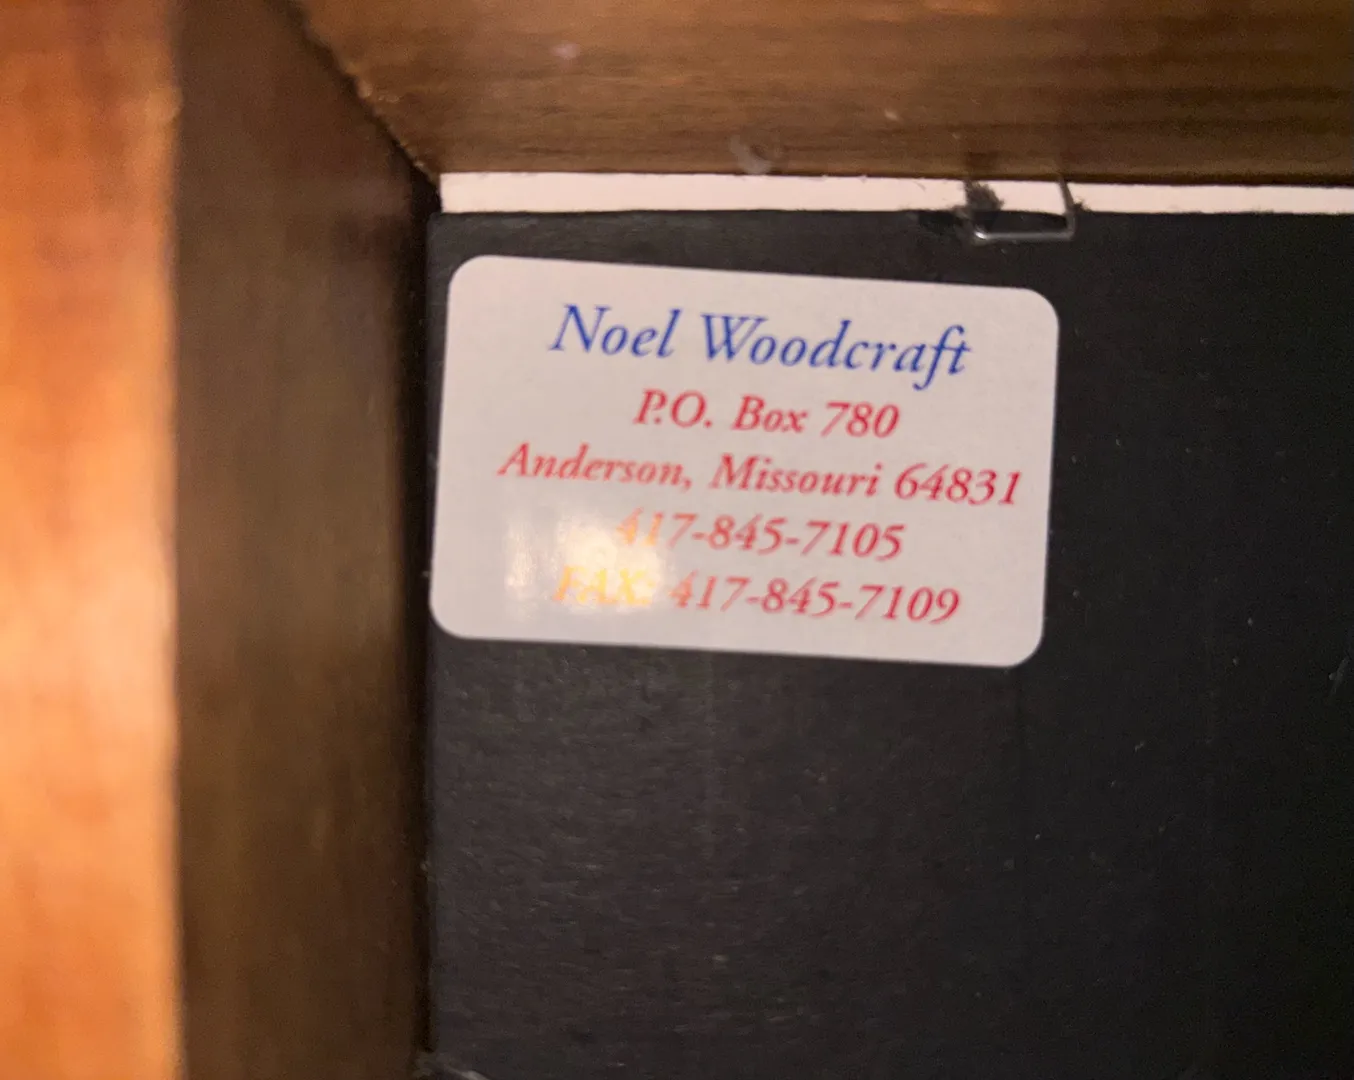 Noel Woodcraft
P.O. Box 780
Anderson, Missouri 64831
417-845-7105
FAX: 417-845-7109